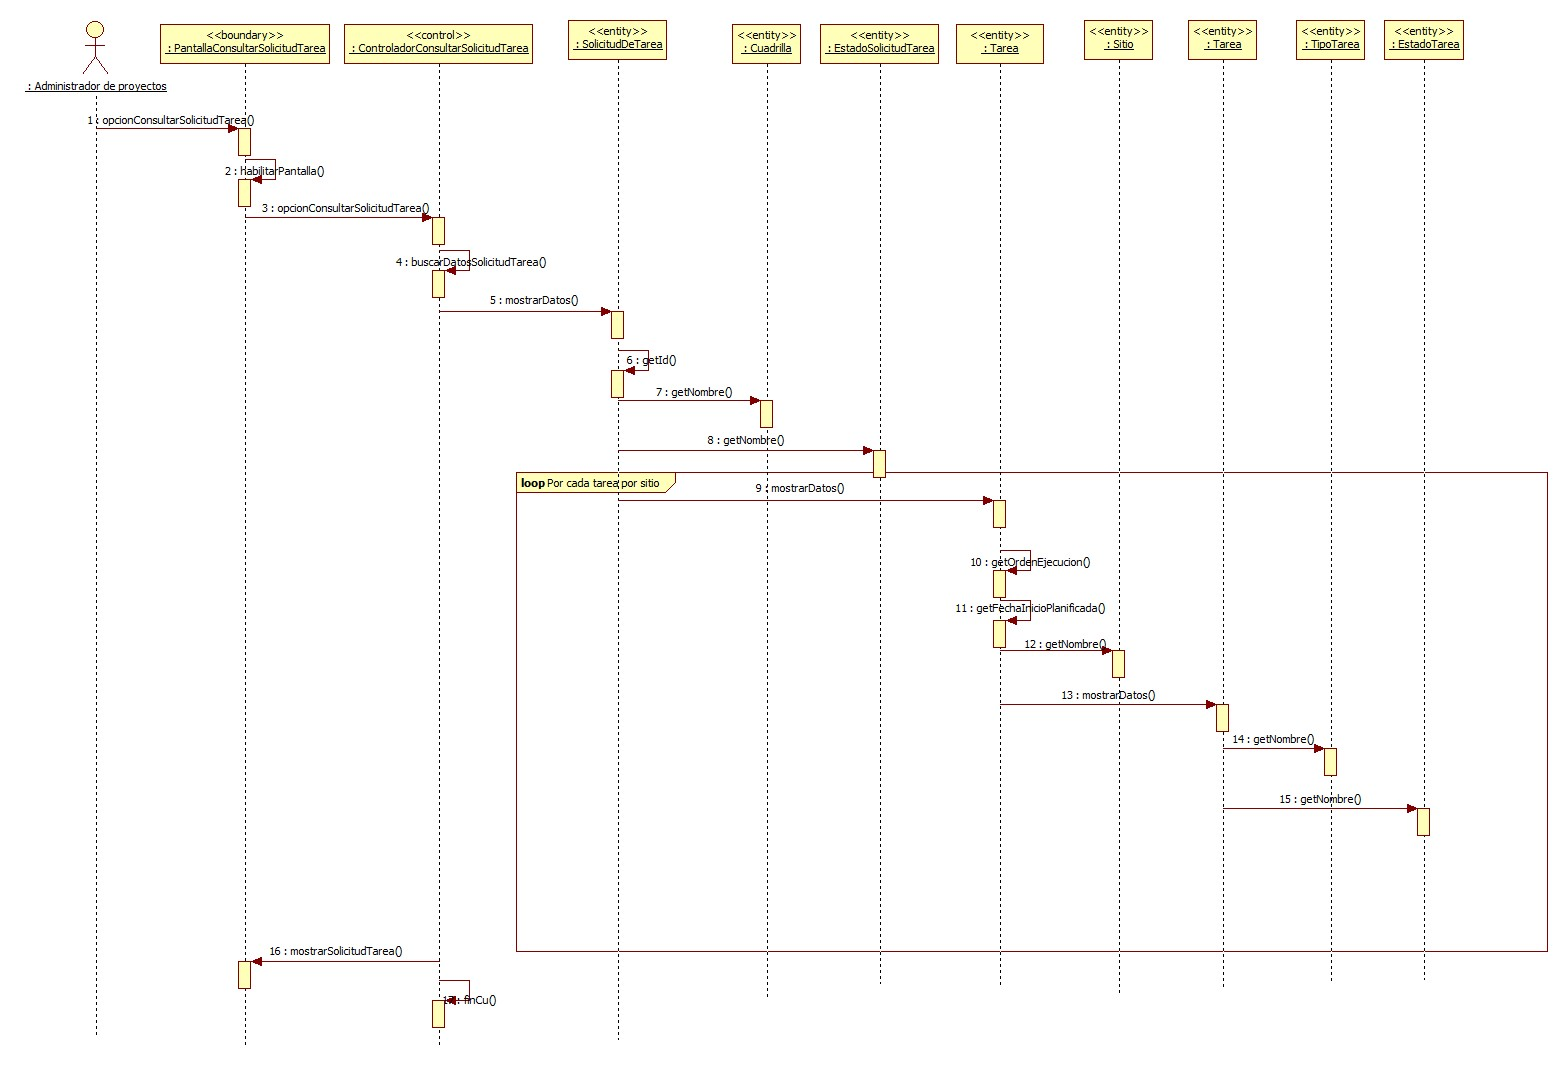 <<boundary>>
: PantallaConsultarSolicitudTarea
<<control>>
: ControladorConsultarSolicitudTarea
<<entity>>
: SolicitudDeTarea
<<entity>>
: Cuadrilla
<<entity>>
: EstadoSolicitudTarea
<<entity>>
: Tarea
<<entity>>
: Sitio
<<entity>>
: Tarea
<<entity>>
: TipoTarea
<<entity>>
: EstadoTarea
: Administrador de proyectos
1 : opcionConsultarSolicitudTarea()
2 : habilitarPantalla()
3 : opcionConsultarSolicitudTarea()
4 : buscarDatosSolicitudTarea()
5 : mostrarDatos()
6 : getId()
7 : getNombre()
8 : getNombre()
loop Por cada tarea por sitio
9 : mostrarDatos()
10 : getOrdenEjecucion()
11 : getFechaInicioPlanificada()
12 : getNombre()
13 : mostrarDatos()
14 : getNombre()
15 : getNombre()
16 : mostrarSolicitudTarea()
17 : finCu()